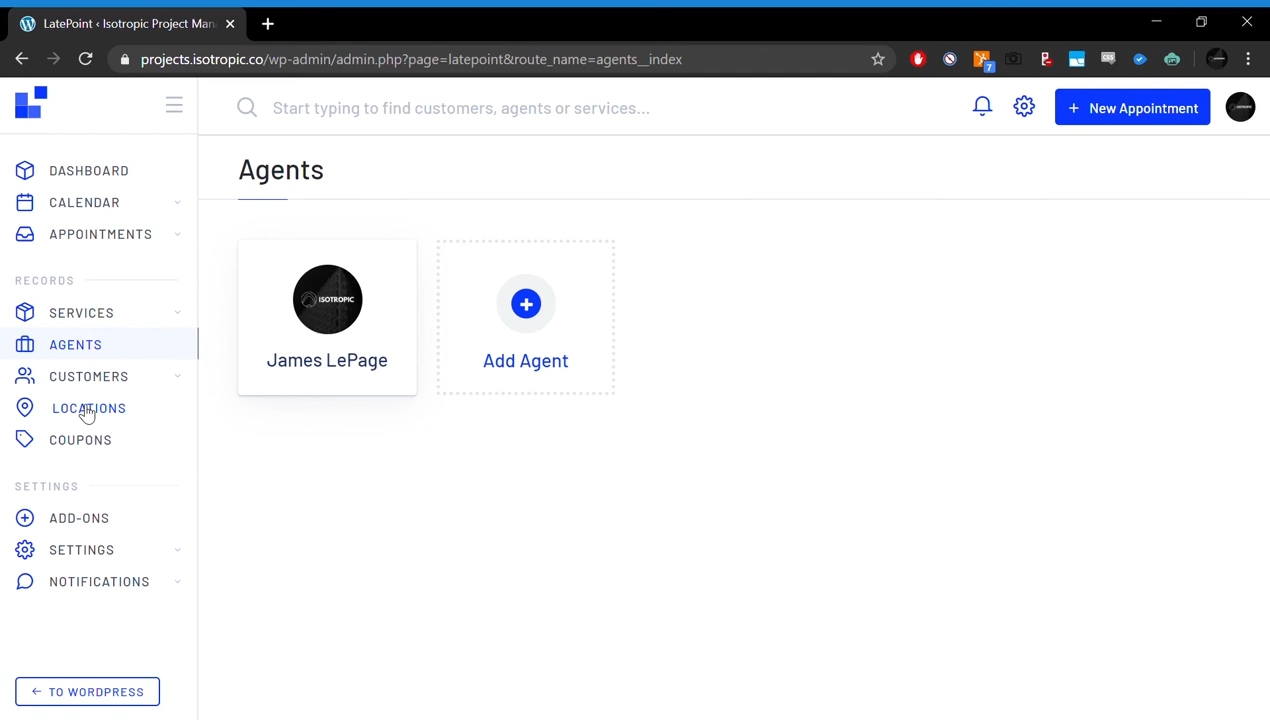 LatePoint ‹ Isotropic Project Man
projects.isotropic.co/wp-admin/admin.php?page=latepoint&route_name=agents__index
7
CSS
Start typing to find customers, agents or services...
+ New Appointment
DASHBOARD
CALENDAR
APPOINTMENTS
RECORDS
SERVICES
AGENTS
CUSTOMERS
LOCATIONS
COUPONS
SETTINGS
ADD-ONS
SETTINGS
NOTIFICATIONS
← TO WORDPRESS
Agents
ISOTROPIC
James LePage
Add Agent